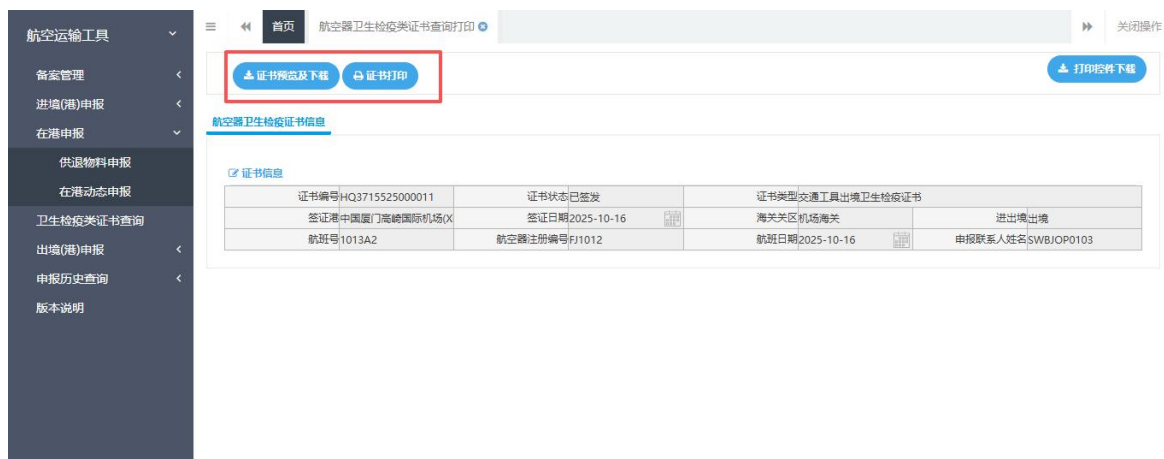 航空运输工具
首页 航空器卫生检疫类证书查询打印
关闭操作
备案管理
进境(港)申报
在港申报
供退物料申报
在港动态申报
卫生检疫类证书查询
出境(港)申报
申报历史查询
版本说明
证书预览及下载 证书打印
打印控件下载
航空器卫生检疫证书信息
证书信息
证书编号 HQ3715525000011 证书状态 已签发 证书类型 交通工具出境卫生检疫证书
签证港 中国厦门高崎国际机场(X 签证日期 2025-10-16 海关关区 机场海关 进出境 出境
航班号 1013A2 航空器注册编号 FJ1012 航班日期 2025-10-16 申报联系人姓名 SWBJOP0103